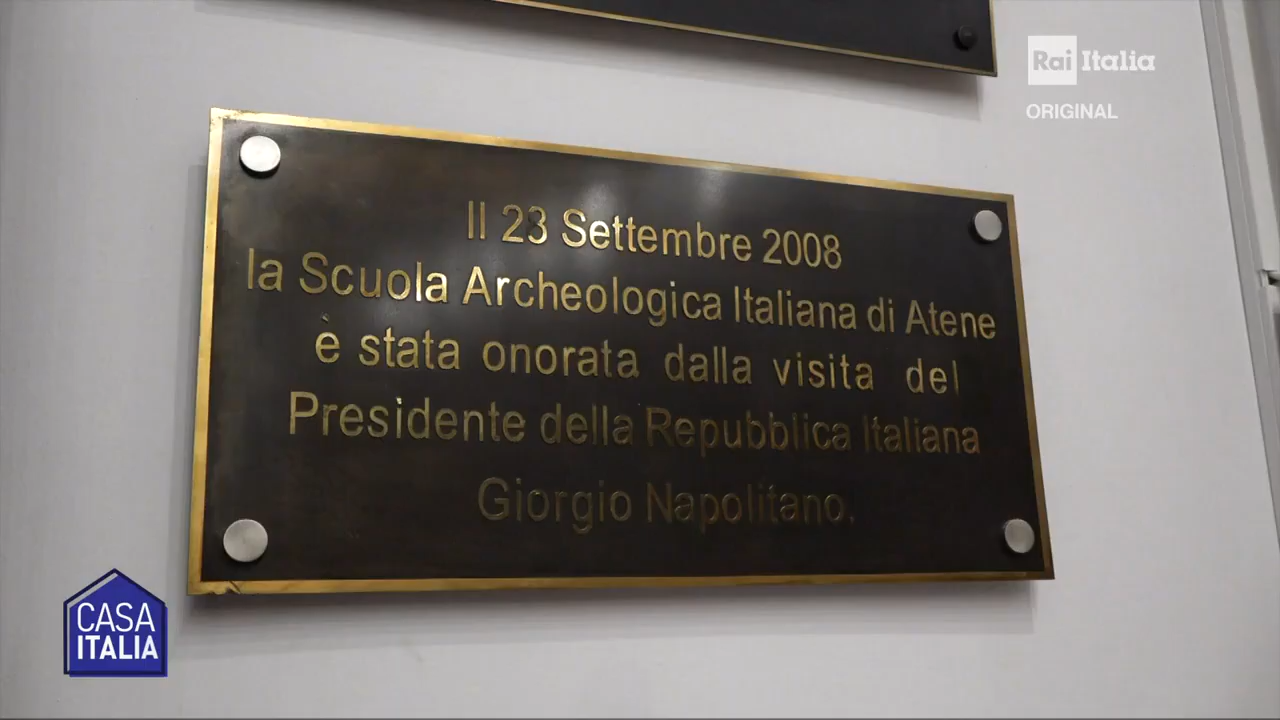 Rai Italia
ORIGINAL
Il 23 Settembre 2008
la Scuola Archeologica Italiana di Atene
è stata onorata dalla visita del
Presidente della Repubblica Italiana
Giorgio Napolitano.
CASA
ITALIA